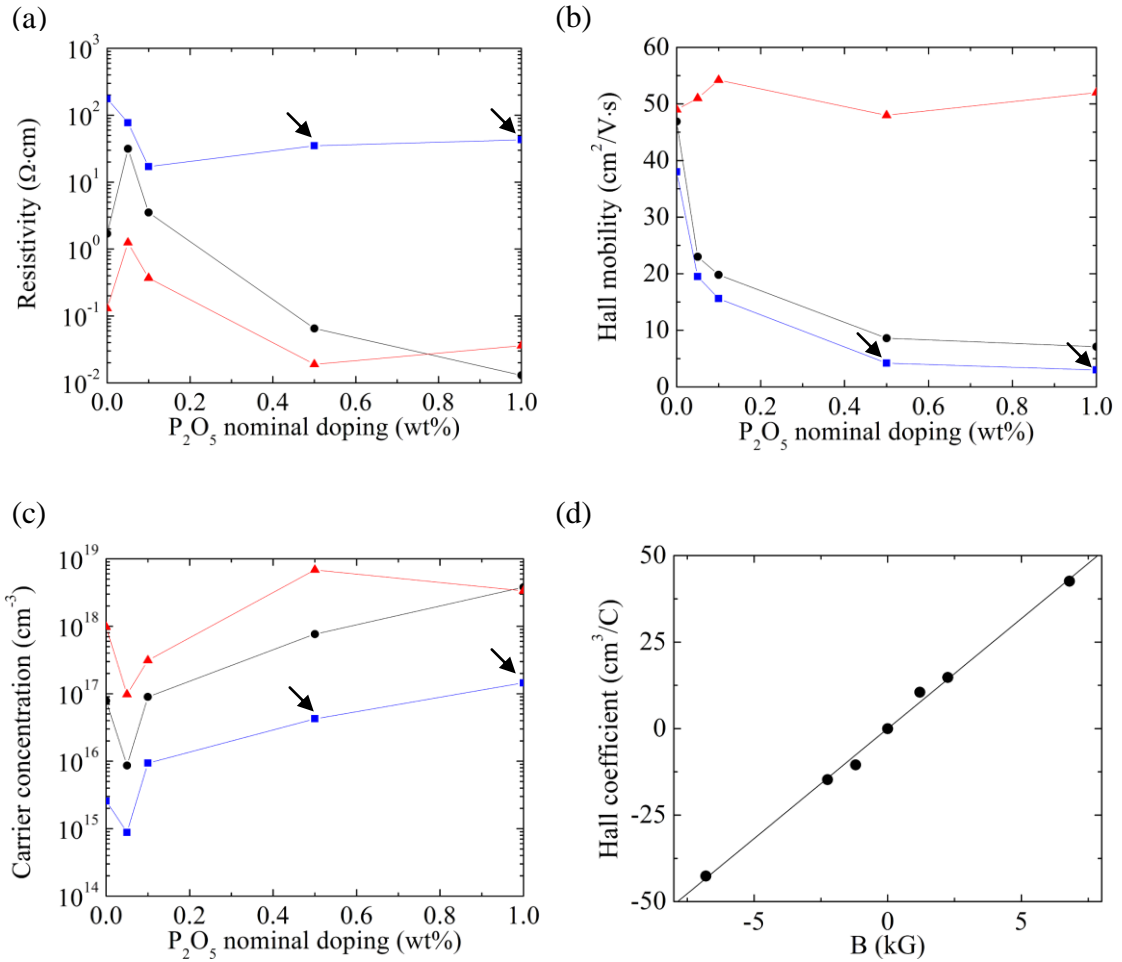 (a)
10³
10²
10¹
10⁰
10⁻¹
10⁻²
Resistivity (Ω·cm)
0.0 0.2 0.4 0.6 0.8 1.0
P₂O₅ nominal doping (wt%)
(b)
60
50
40
30
20
10
0
Hall mobility (cm²/V·s)
0.0 0.2 0.4 0.6 0.8 1.0
P₂O₅ nominal doping (wt%)
(c)
10¹⁹
10¹⁸
10¹⁷
10¹⁶
10¹⁵
10¹⁴
Carrier concentration (cm⁻³)
0.0 0.2 0.4 0.6 0.8 1.0
P₂O₅ nominal doping (wt%)
(d)
50
25
0
-25
-50
Hall coefficient (cm³/C)
-5 0 5
B (kG)